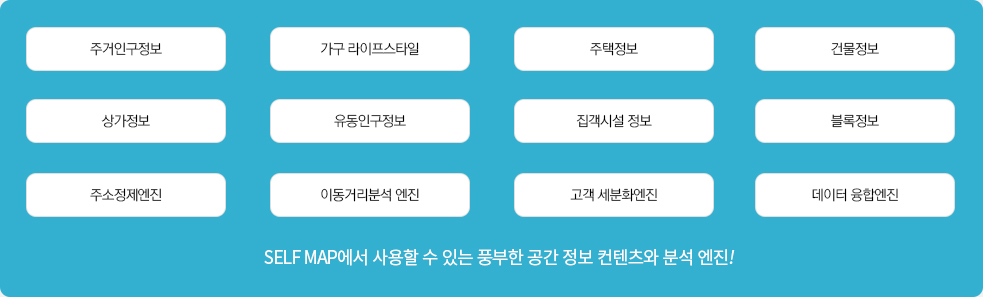 주거인구정보
가구 라이프스타일
주택정보
건물정보
상가정보
유동인구정보
집객시설 정보
블록정보
주소정제엔진
이동거리분석 엔진
고객 세분화엔진
데이터 융합엔진
SELF MAP에서 사용할 수 있는 풍부한 공간 정보 컨텐츠와 분석 엔진!